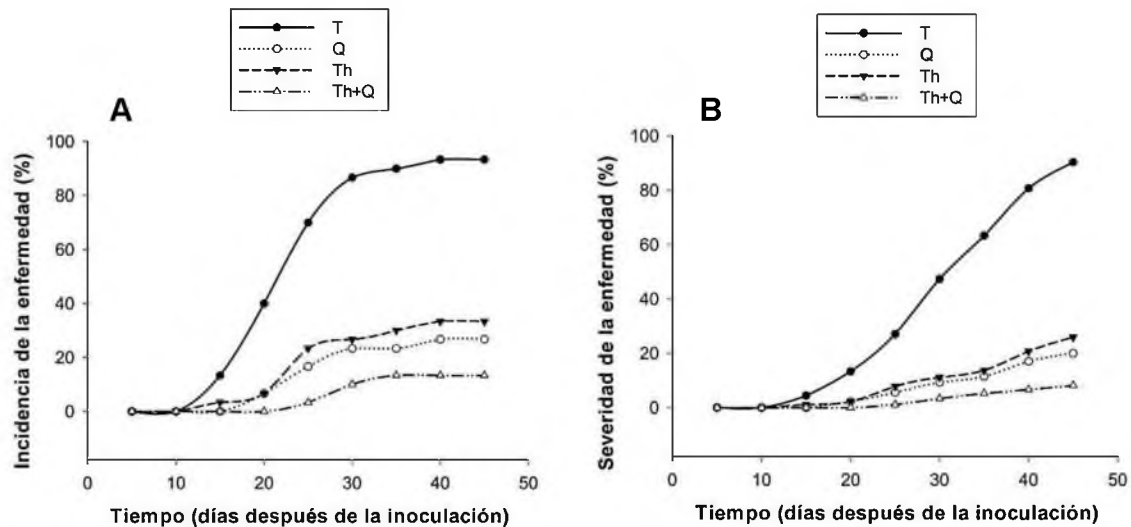 T
Q
Th
Th+Q
A
Incidencia de la enfermedad (%)
100
80
60
40
20
0
0 10 20 30 40 50
Tiempo (días después de la inoculación)
T
Q
Th
Th+Q
B
Severidad de la enfermedad (%)
100
80
60
40
20
0
0 10 20 30 40 50
Tiempo (días después de la inoculación)